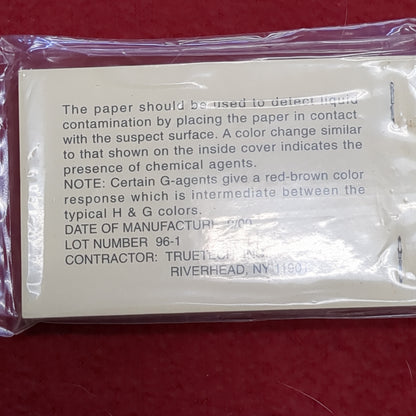 The paper should be used to detect liquid
contamination by placing the paper in contact
with the suspect surface. A color change similar
to that shown on the inside cover indicates the
presence of chemical agents.
NOTE: Certain G-agents give a red-brown color
response which is intermediate between the
typical H & G colors.
DATE OF MANUFACTURE
LOT NUMBER 96-1
CONTRACTOR: TRUETECH INC.
RIVERHEAD, NY 11901